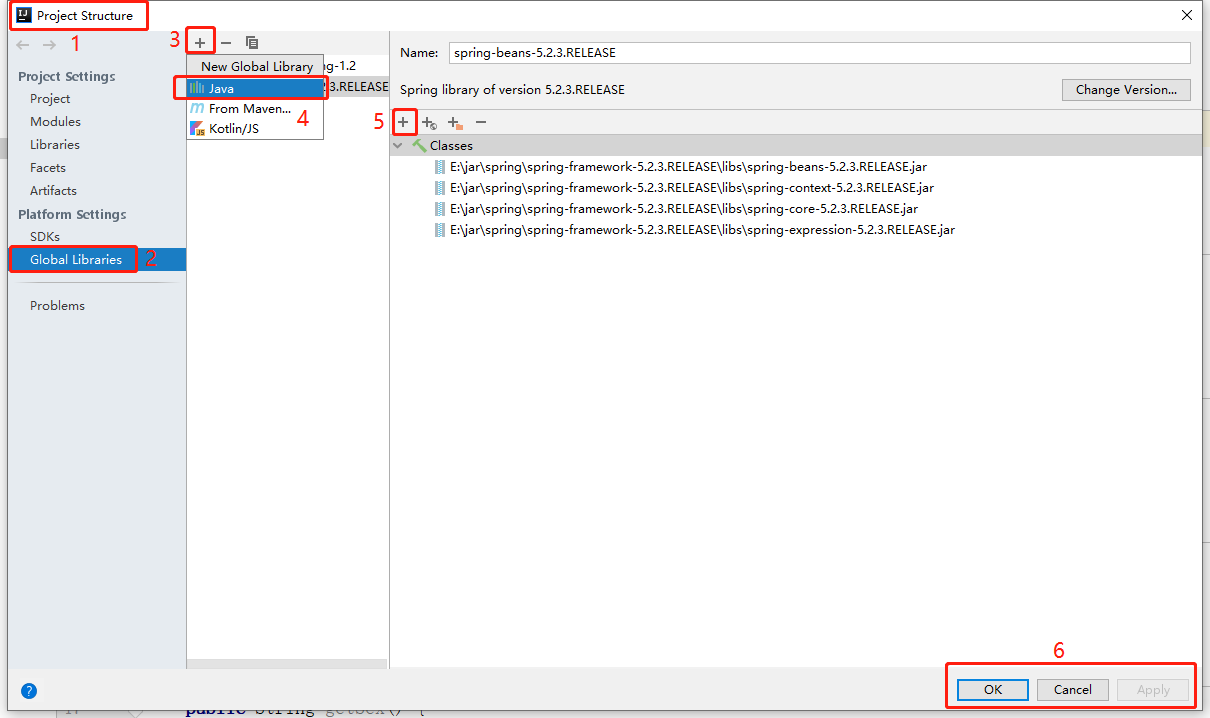 Project Structure
1
3
New Global Library
ng-1.2
Java
.3.RELEASE
From Maven...
4
Kotlin/JS
Project Settings
Project
Modules
Libraries
Facets
Artifacts
Platform Settings
SDKs
Global Libraries
2
Problems
Name: spring-beans-5.2.3.RELEASE
Spring library of version 5.2.3.RELEASE
Change Version...
5
Classes
E:\jar\spring\spring-framework-5.2.3.RELEASE\libs\spring-beans-5.2.3.RELEASE.jar
E:\jar\spring\spring-framework-5.2.3.RELEASE\libs\spring-context-5.2.3.RELEASE.jar
E:\jar\spring\spring-framework-5.2.3.RELEASE\libs\spring-core-5.2.3.RELEASE.jar
E:\jar\spring\spring-framework-5.2.3.RELEASE\libs\spring-expression-5.2.3.RELEASE.jar
6
?
OK
Cancel
Apply
public String getSex() {